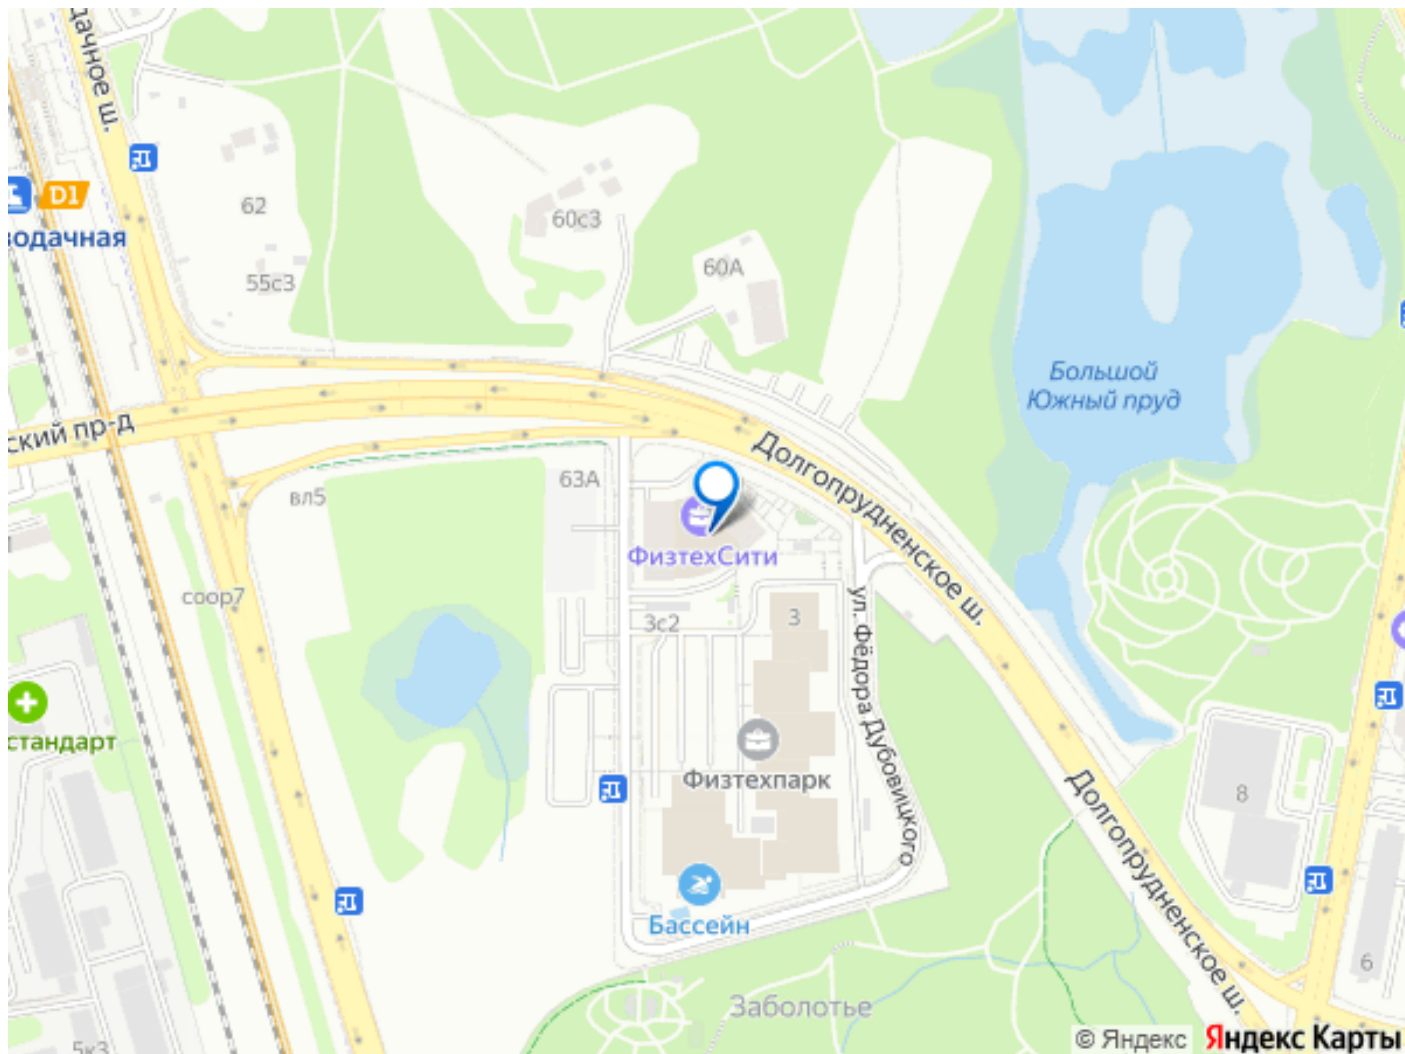 дачное ш.
D1
водачная
62
55с3
60с3
60А
Большой
Южный пруд
ский пр-д
Долгопрудненское ш.
63А
вл5
ФизтехСити
соор7
3с2
3
ул. Фёдора Дубовицкого
стандарт
Физтехпарк
8
Долгопрудненское ш.
Бассейн
6
Заболотье
5к3
© Яндекс Яндекс Карты